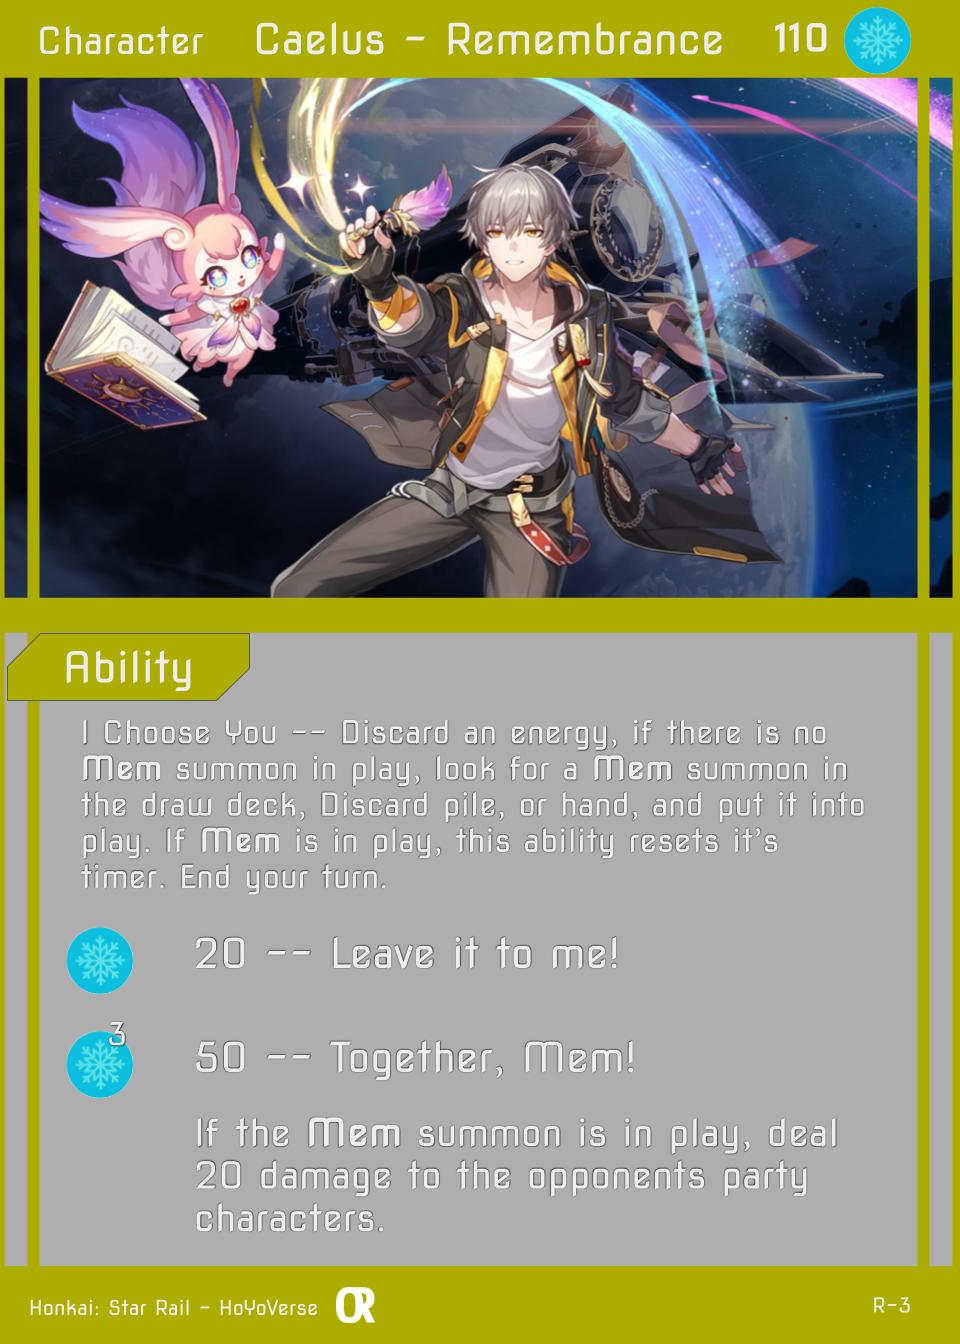 Character Caelus - Remembrance 110
Ability
I Choose You -- Discard an energy, if there is no
Mem summon in play, look for a Mem summon in
the draw deck, Discard pile, or hand, and put it into
play. If Mem is in play, this ability resets it's
timer. End your turn.
20 -- Leave it to me!
3
50 -- Together, Mem!
If the Mem summon is in play, deal
20 damage to the opponents party
characters.
Honkai: Star Rail - HoYoVerse OR R-3